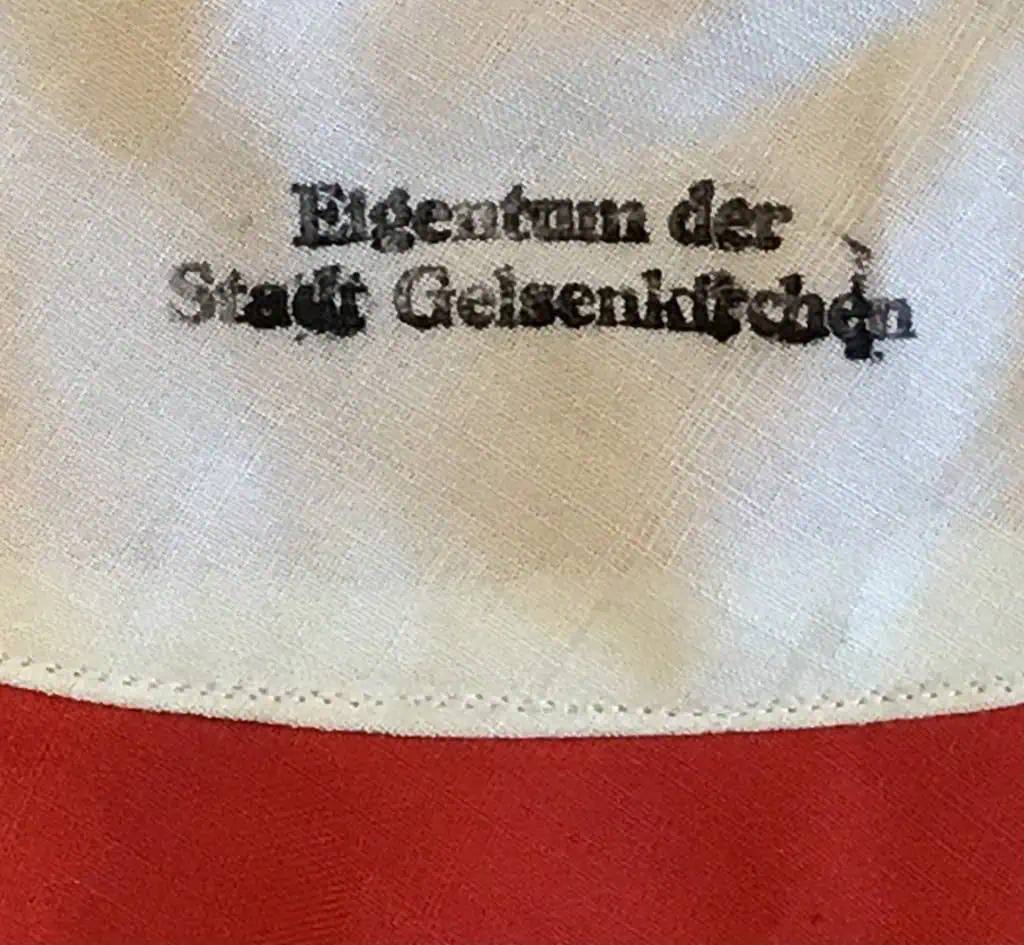 Eigentum der
Stadt Gelsenkirchen